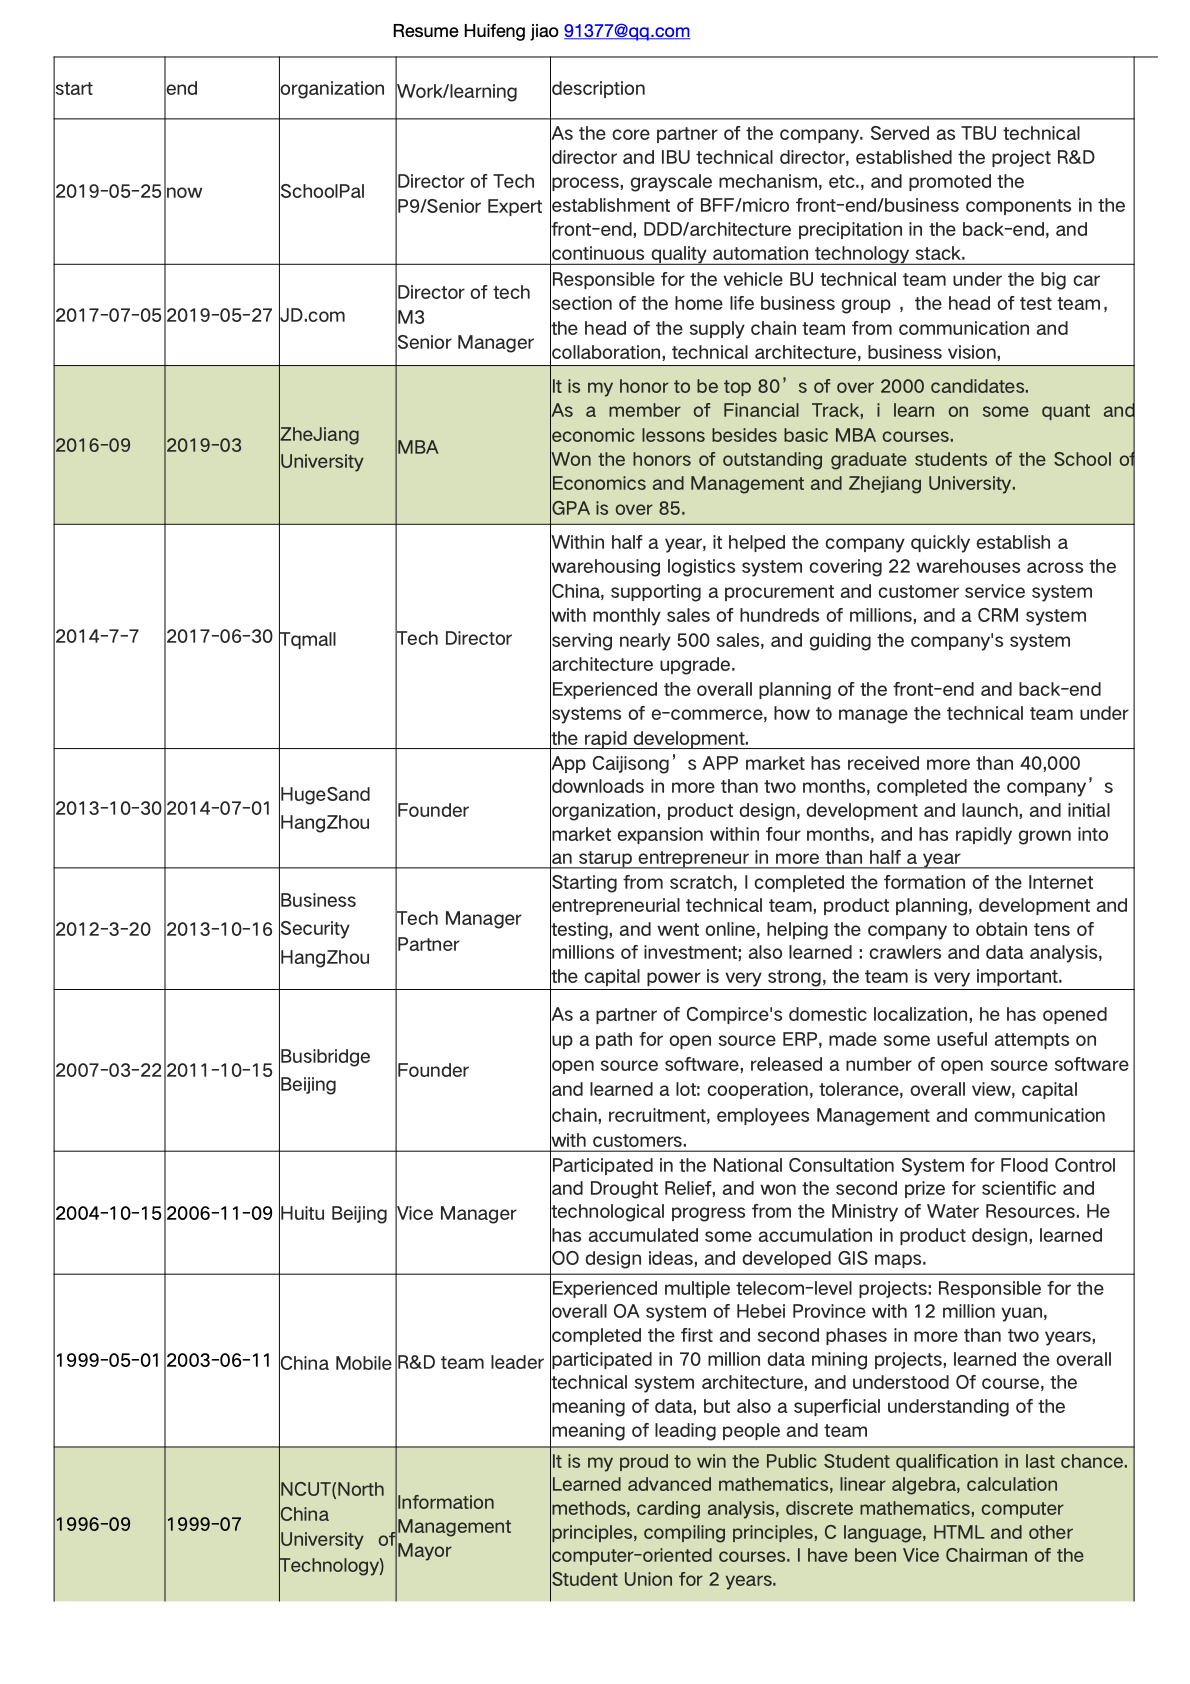 Resume Huifeng jiao 91377@qq.com
start end organization Work/learning description
2019-05-25 now SchoolPal
Director of Tech
P9/Senior Expert
As the core partner of the company. Served as TBU technical
director and IBU technical director, established the project R&D
process, grayscale mechanism, etc., and promoted the
establishment of BFF/micro front-end/business components in the
front-end, DDD/architecture precipitation in the back-end, and
continuous quality automation technology stack.
2017-07-05 2019-05-27 JD.com
Director of tech
M3
Senior Manager
Responsible for the vehicle BU technical team under the big car
section of the home life business group ，the head of test team，
the head of the supply chain team from communication and
collaboration, technical architecture, business vision,
2016-09 2019-03
ZheJiang
University
MBA
It is my honor to be top 80’s of over 2000 candidates.
As a member of Financial Track, i learn on some quant and
economic lessons besides basic MBA courses.
Won the honors of outstanding graduate students of the School of
Economics and Management and Zhejiang University.
GPA is over 85.
2014-7-7 2017-06-30 Tqmall Tech Director
Within half a year, it helped the company quickly establish a
warehousing logistics system covering 22 warehouses across the
China, supporting a procurement and customer service system
with monthly sales of hundreds of millions, and a CRM system
serving nearly 500 sales, and guiding the company's system
architecture upgrade.
Experienced the overall planning of the front-end and back-end
systems of e-commerce, how to manage the technical team under
the rapid development.
2013-10-30 2014-07-01
HugeSand
HangZhou
Founder
App Caijisong’s APP market has received more than 40,000
downloads in more than two months, completed the company’s
organization, product design, development and launch, and initial
market expansion within four months, and has rapidly grown into
an starup entrepreneur in more than half a year
2012-3-20 2013-10-16
Business
Security
HangZhou
Tech Manager
Partner
Starting from scratch, I completed the formation of the Internet
entrepreneurial technical team, product planning, development and
testing, and went online, helping the company to obtain tens of
millions of investment; also learned : crawlers and data analysis,
the capital power is very strong, the team is very important.
2007-03-22 2011-10-15
Busibridge
Beijing
Founder
As a partner of Compirce's domestic localization, he has opened
up a path for open source ERP, made some useful attempts on
open source software, released a number of open source software
and learned a lot: cooperation, tolerance, overall view, capital
chain, recruitment, employees Management and communication
with customers.
2004-10-15 2006-11-09 Huitu Beijing Vice Manager
Participated in the National Consultation System for Flood Control
and Drought Relief, and won the second prize for scientific and
technological progress from the Ministry of Water Resources. He
has accumulated some accumulation in product design, learned
OO design ideas, and developed GIS maps.
1999-05-01 2003-06-11 China Mobile R&D team leader
Experienced multiple telecom-level projects: Responsible for the
overall OA system of Hebei Province with 12 million yuan,
completed the first and second phases in more than two years,
participated in 70 million data mining projects, learned the overall
technical system architecture, and understood Of course, the
meaning of data, but also a superficial understanding of the
meaning of leading people and team
1996-09 1999-07
NCUT(North
China
University of
Technology)
Information
Management
Mayor
It is my proud to win the Public Student qualification in last chance.
Learned advanced mathematics, linear algebra, calculation
methods, carding analysis, discrete mathematics, computer
principles, compiling principles, C language, HTML and other
computer-oriented courses. I have been Vice Chairman of the
Student Union for 2 years.